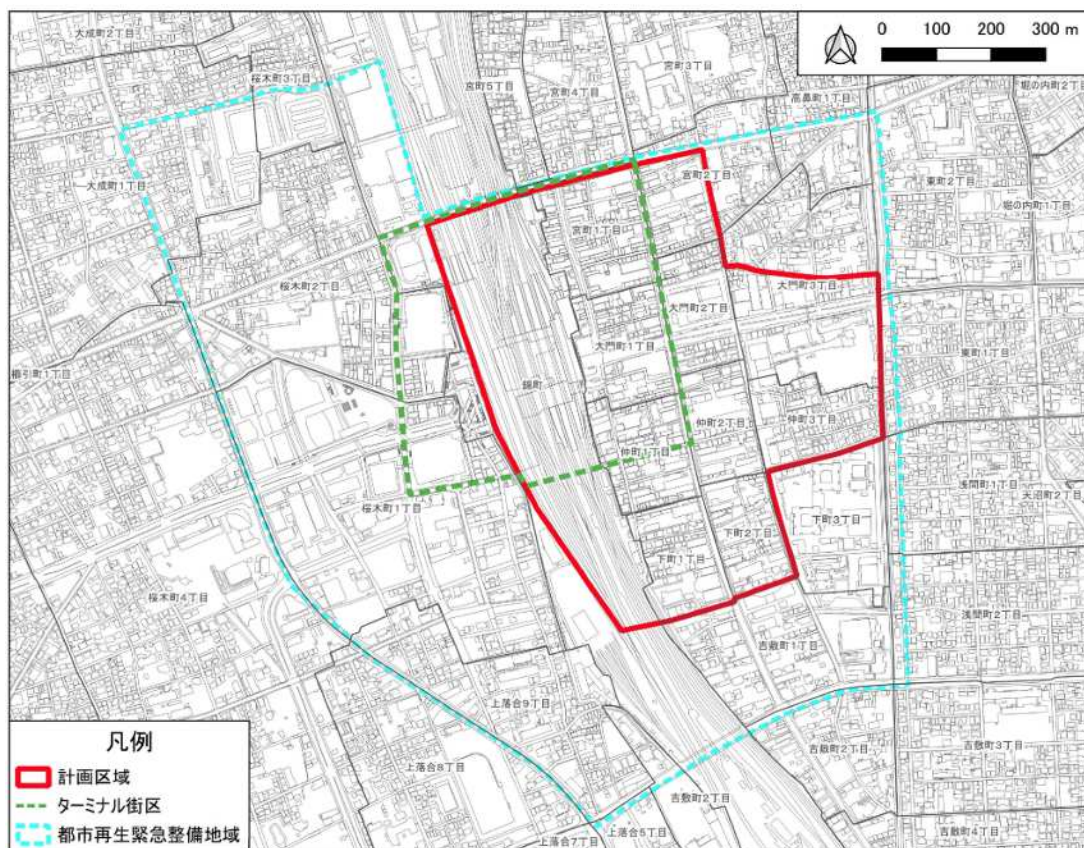 0 100 200 300 m
大成町2丁目
桜木町3丁目
宮町5丁目
宮町4丁目
宮町3丁目
高鼻町1丁目
堀の内町2丁目
大成町1丁目
宮町2丁目
東町2丁目
堀の内町1丁目
宮町1丁目
桜木町2丁目
大門町3丁目
大門町2丁目
大門町1丁目
東町1丁目
櫛引町1丁目
錦町
仲町3丁目
仲町2丁目
仲町1丁目
浅間町1丁目
天沼町2丁目
桜木町1丁目
下町3丁目
下町2丁目
下町1丁目
桜木町4丁目
浅間町2丁目
吉敷町1丁目
上落合9丁目
上落合8丁目
吉敷町2丁目
吉敷町3丁目
吉敷町2丁目
上落合5丁目
上落合7丁目
吉敷町4丁目
凡例
計画区域
ターミナル街区
都市再生緊急整備地域